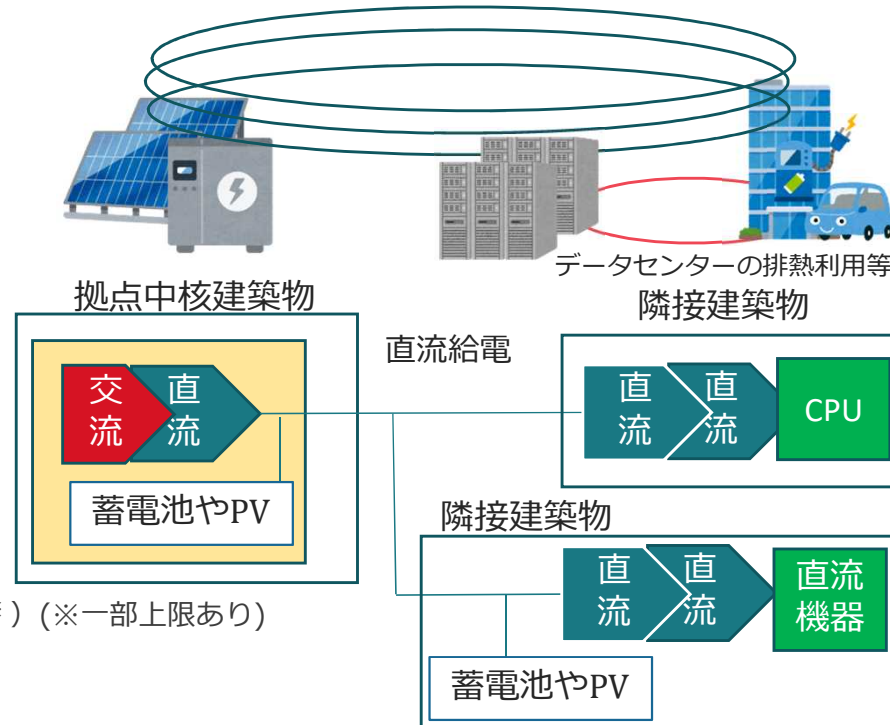 データセンターの排熱利用等
拠点中核建築物
隣接建築物
直流給電
交流
直流
直流
直流
CPU
蓄電池やPV
隣接建築物
直流
直流
直流
機器
) (※一部上限あり)
蓄電池やPV